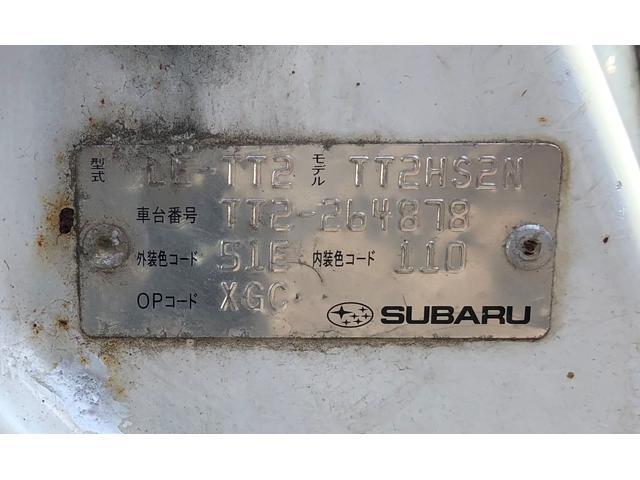 型式 LE-TT2 モデル TT2HS2N
車台番号 TT2-264878
外装色コード 51E 内装色コード 110
OPコード XGC SUBARU